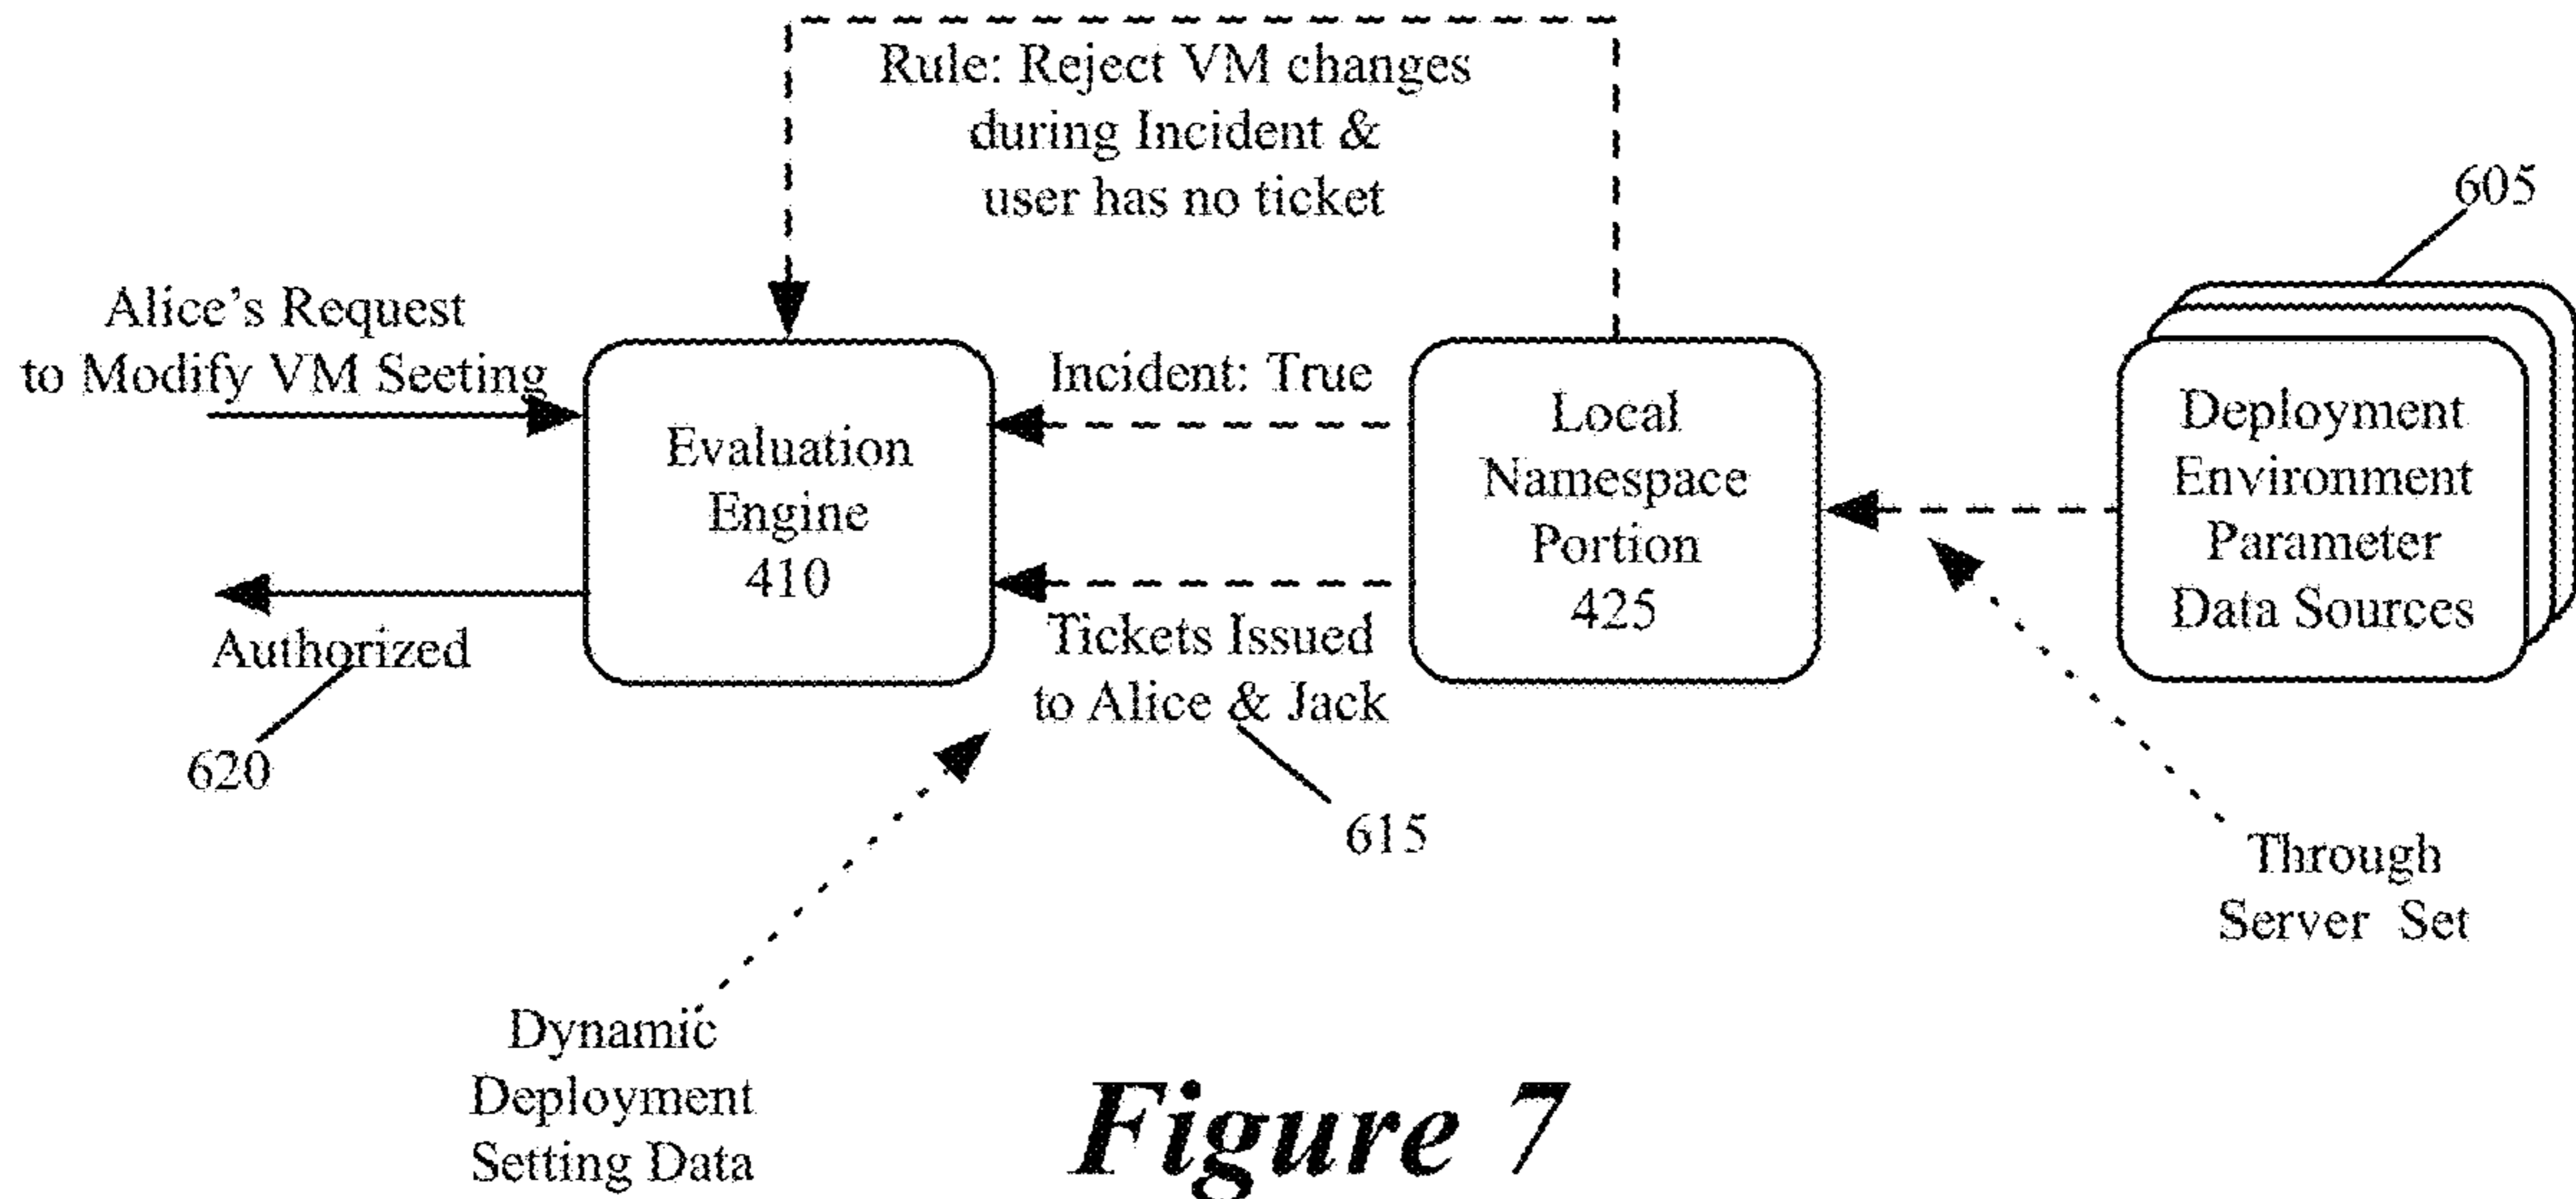 Rule: Reject VM changes
during Incident &
user has no ticket
605
Alice's Request
to Modify VM Seeting
Incident: True
Evaluation
Engine
410
Local
Namespace
Portion
425
Deployment
Environment
Parameter
Data Sources
Authorized
620
Tickets Issued
to Alice & Jack
615
Through
Server Set
Dynamic
Deployment
Setting Data
Figure 7